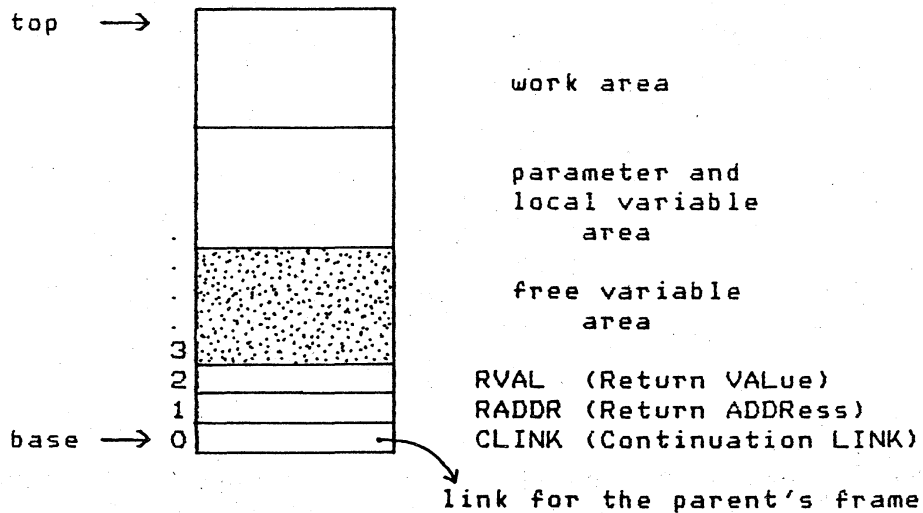 top →
work area
parameter and
local variable
area
.
.
.
.
free variable
area
3
2 RVAL (Return VALue)
1 RADDR (Return ADDRess)
base → 0 CLINK (Continuation LINK)
link for the parent's frame